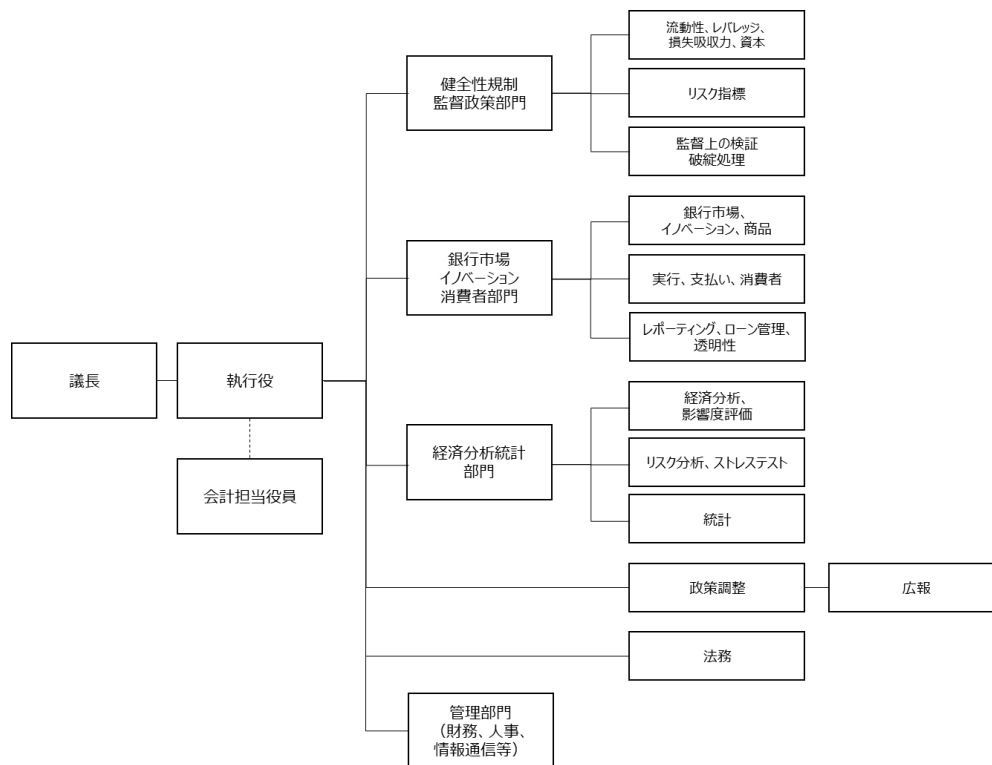 流動性、レバレッジ、
損失吸収力、資本
健全性規制
監督政策部門
リスク指標
監督上の検証
破綻処理
銀行市場、
イノベーション、商品
銀行市場
イノベーション
消費者部門
実行、支払い、消費者
レポーティング、ローン管理、
透明性
議長
執行役
会計担当役員
経済分析、
影響度評価
経済分析統計
部門
リスク分析、ストレステスト
統計
政策調整
広報
法務
管理部門
（財務、人事、
情報通信等）